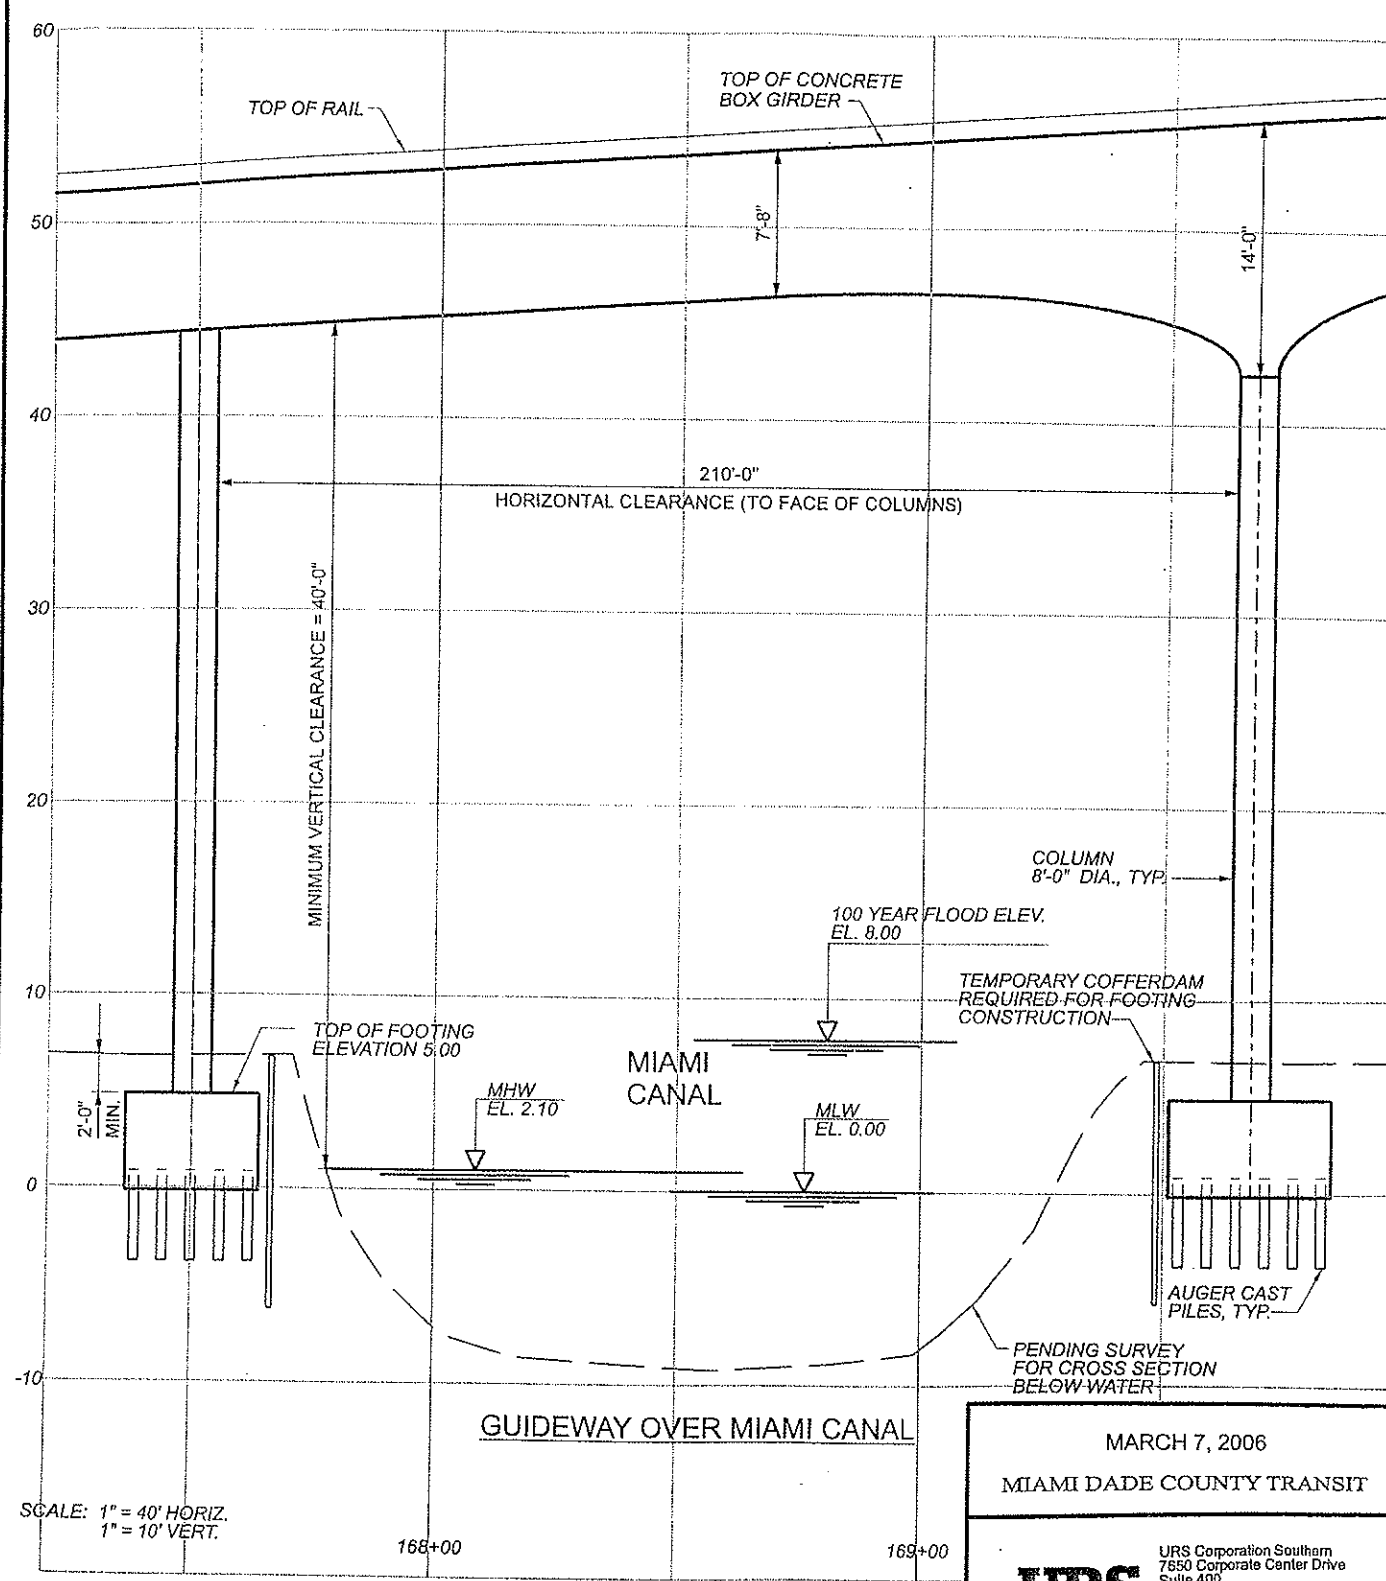 60
TOP OF RAIL
TOP OF CONCRETE
BOX GIRDER
50
7'-8"
14'-0"
40
210'-0"
HORIZONTAL CLEARANCE (TO FACE OF COLUMNS)
MINIMUM VERTICAL CLEARANCE = 40'-0"
30
20
COLUMN
8'-0" DIA., TYP.
100 YEAR FLOOD ELEV.
EL. 8.00
10
TEMPORARY COFFERDAM
REQUIRED FOR FOOTING
CONSTRUCTION
TOP OF FOOTING
ELEVATION 5.00
MIAMI
CANAL
2'-0"
MIN.
MHW
EL. 2.10
MLW
EL. 0.00
0
AUGER CAST
PILES, TYP.
PENDING SURVEY
FOR CROSS SECTION
BELOW WATER
-10
GUIDEWAY OVER MIAMI CANAL
MARCH 7, 2006
MIAMI DADE COUNTY TRANSIT
SCALE: 1" = 40' HORIZ.
1" = 10' VERT.
168+00
169+00
URS
URS Corporation Southern
7650 Corporate Center Drive
Suite 400